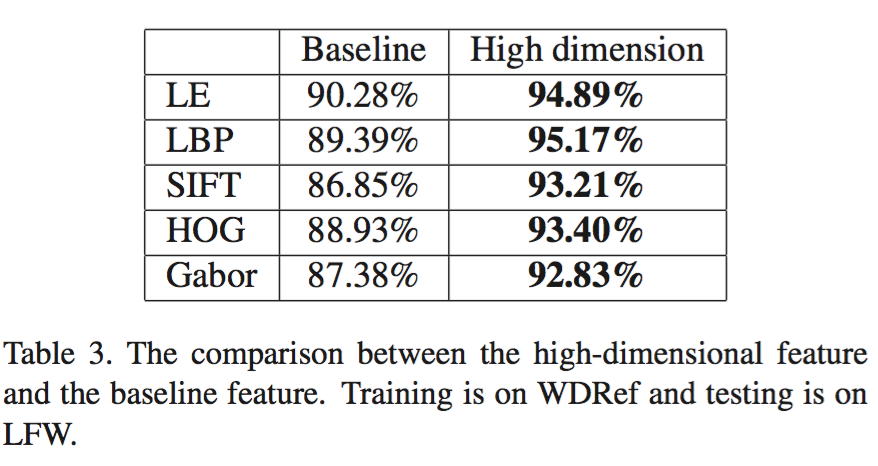 Baseline High dimension
LE 90.28% 94.89%
LBP 89.39% 95.17%
SIFT 86.85% 93.21%
HOG 88.93% 93.40%
Gabor 87.38% 92.83%
Table 3. The comparison between the high-dimensional feature
and the baseline feature. Training is on WDRef and testing is on
LFW.